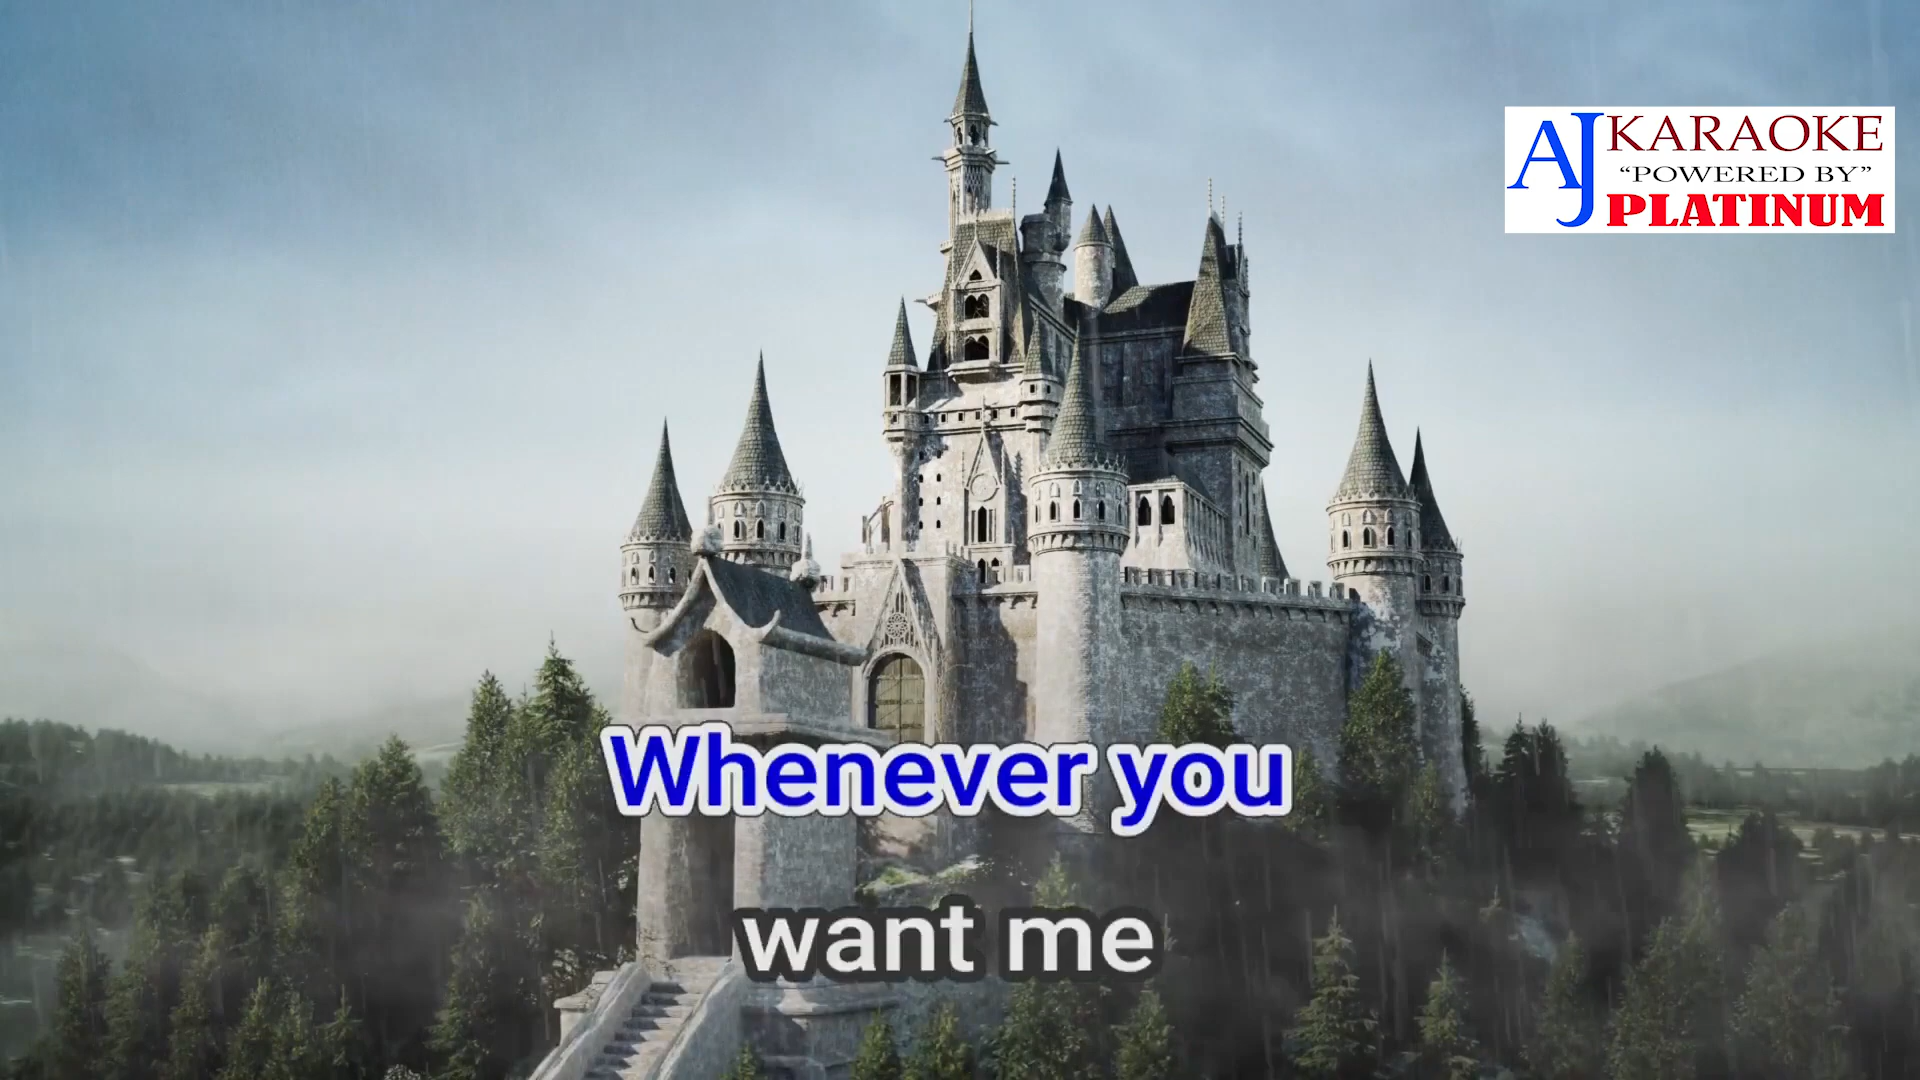 AJ KARAOKE
“POWERED BY”
PLATINUM
Whenever you
want me